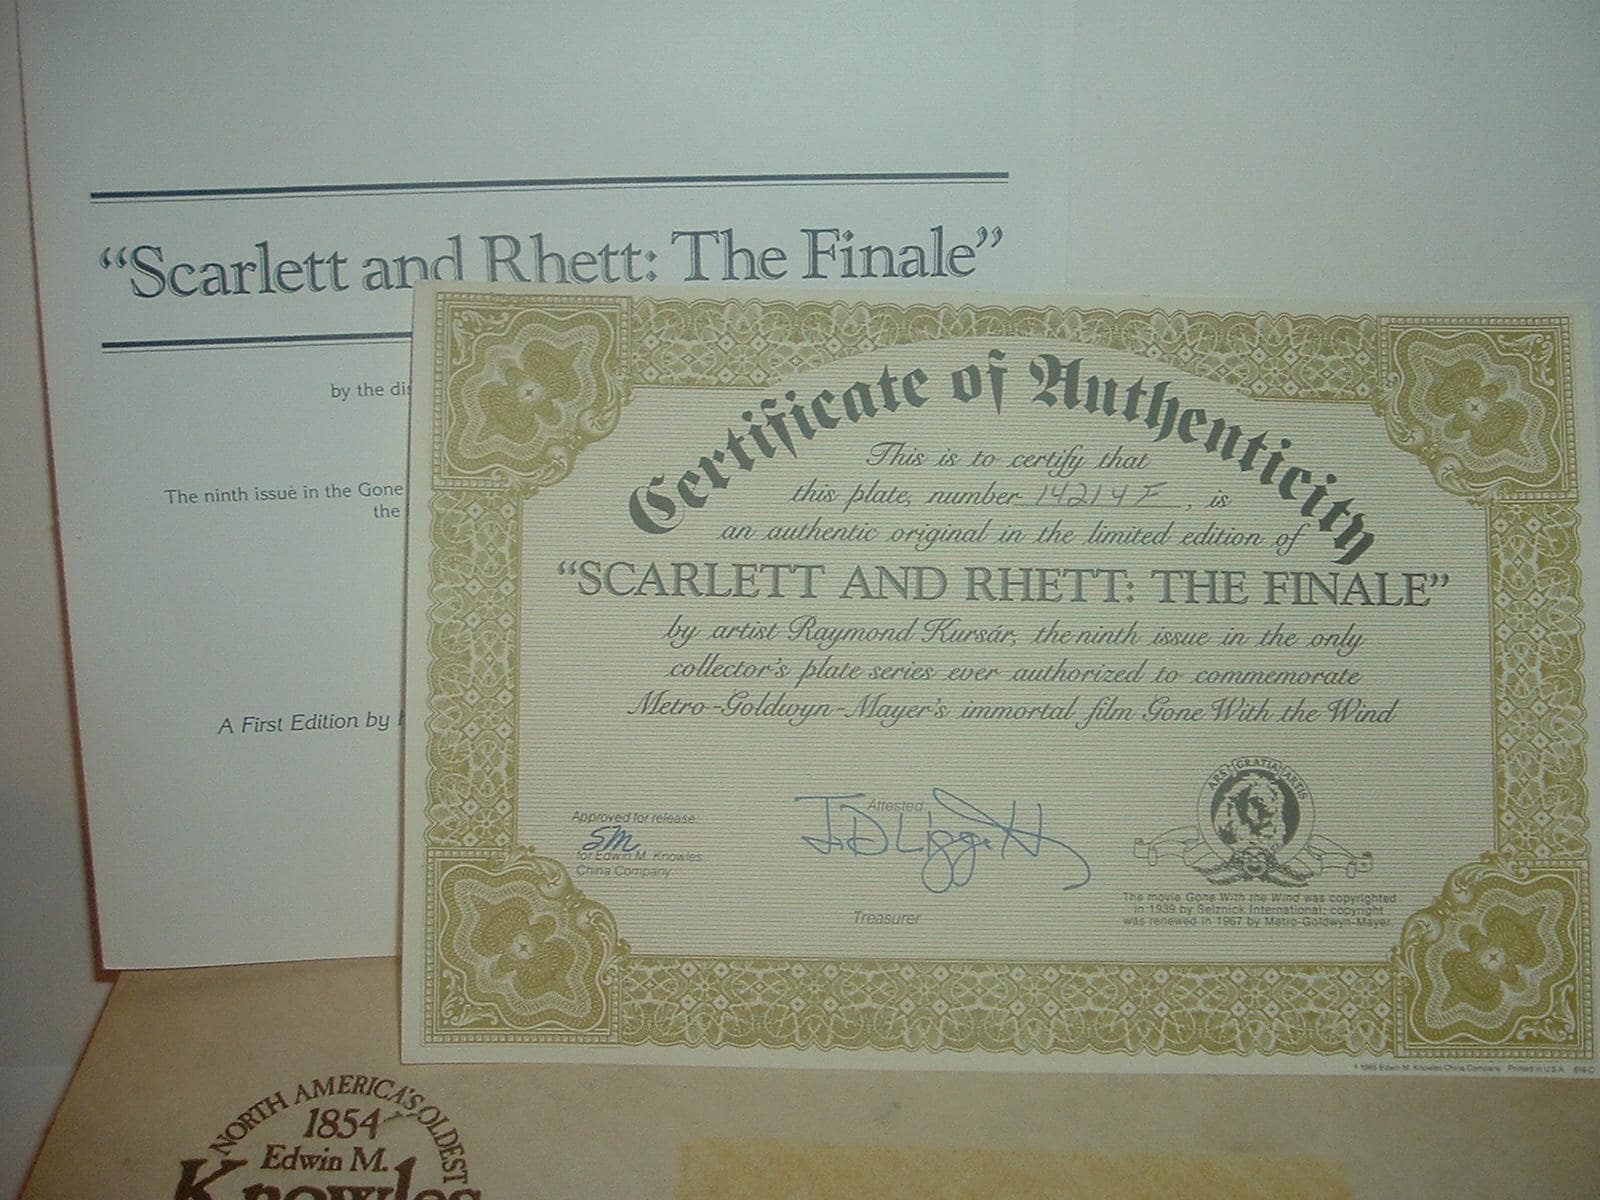 “Scarlett and Rhett: The Finale”
by the dis
The ninth issue in the Gone
the
A First Edition by
Certificate of Authenticity
This is to certify that
this plate, number 14214F, is
an authentic original in the limited edition of
“SCARLETT AND RHETT: THE FINALE”
by artist Raymond Kursár, the ninth issue in the only
collector's plate series ever authorized to commemorate
Metro-Goldwyn-Mayer's immortal film Gone With the Wind
Approved for release:
SM
for Edwin M. Knowles
China Company
Attested
Treasurer
ARS GRATIA ARTIS
The movie Gone With the Wind was copyrighted
in 1939 by Selznick International; copyright
was renewed in 1967 by Metro-Goldwyn-Mayer.
© 1985 Edwin M. Knowles China Company Printed in U.S.A.
NORTH AMERICA'S OLDEST
1854
Edwin M.
Knowles